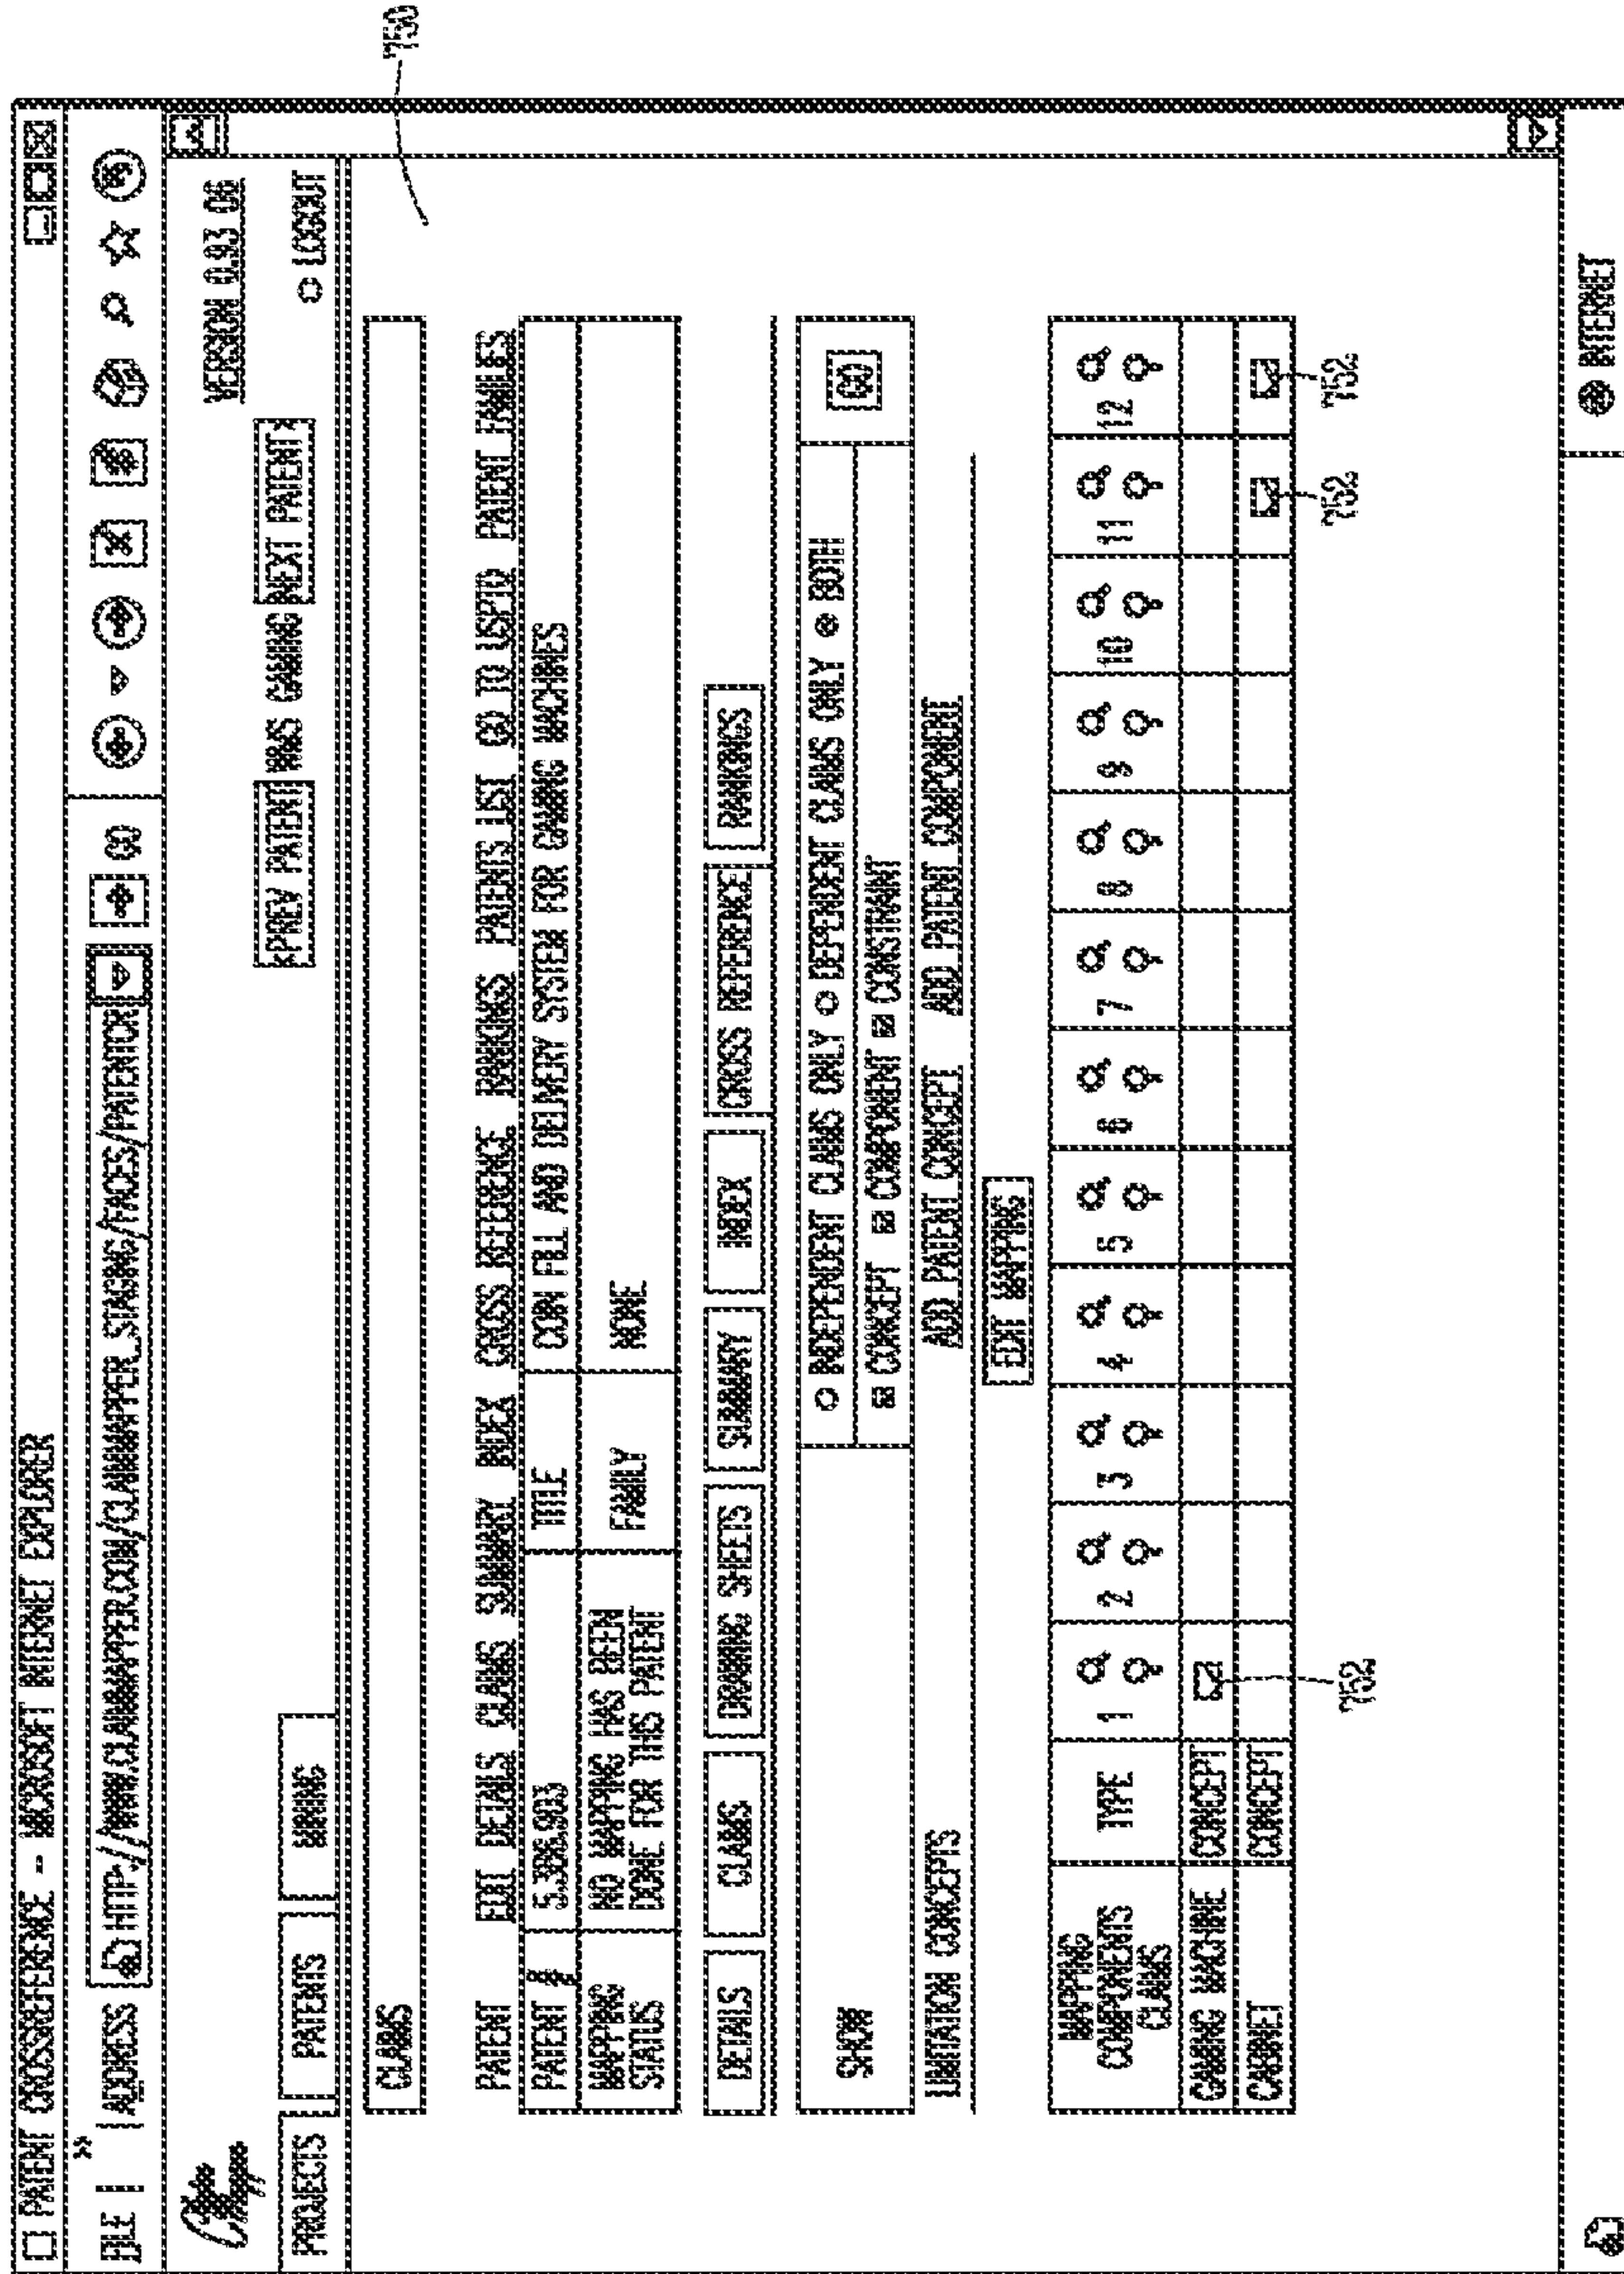 PATENT CROSSREFERENCE - MICROSOFT INTERNET EXPLORER
FILE » ADDRESS HTTP://WWW.CLAIMMAPPER.COM/CLAIMMAPPER_STAGING/FACES/PATENTCRI GO
VERSION 0.93 06
<PREV PATENT WMS GAMING NEXT PATENT>
PROJECTS PATENTS MINING LOGOUT
CLAIMS
PATENT EDIT DETAILS CLAIMS SUMMARY INDEX CROSS REFERENCE RANKINGS PATENTS LIST GO TO USPTO PATENT FAMILIES
PATENT # 5,396,903 TITLE COIN FILL AND DELIVERY SYSTEM FOR GAMING MACHINES
MAPPING STATUS NO MAPPING HAS BEEN DONE FOR THIS PATENT FAMILY NONE
DETAILS CLAIMS DRAWING SHEETS SUMMARY INDEX CROSS REFERENCE RANKINGS
SHOW INDEPENDENT CLAIMS ONLY DEPENDENT CLAIMS ONLY BOTH
CONCEPT COMPONENT CONSTRAINT GO
LIMITATION CONCEPTS ADD PATENT CONCEPT ADD PATENT COMPONENT
EDIT MAPPING
MAPPING COMPONENTS CLAIMS TYPE 1 2 3 4 5 6 7 8 9 10 11 12
GAMING MACHINE CONCEPT
CABINET CONCEPT
752 752 752
INTERNET
750